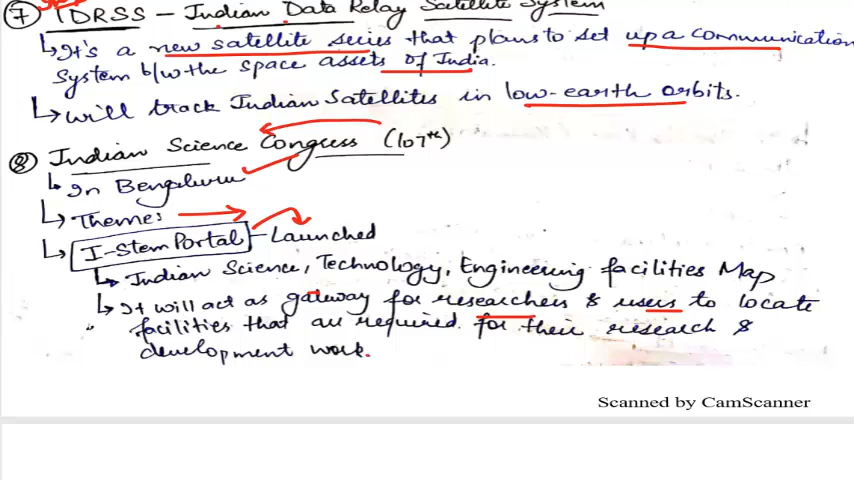 ⑦ IDRSS - Indian Data Relay Satellite System
↳ It's a new satellite series that plans to set up a communication
system b/w the space assets of India.
↳ will track Indian Satellites in low-earth orbits.
⑧ Indian Science Congress (107th)
↳ In Bengaluru
↳ Theme:
↳ I-Stem Portal - Launched
↳ Indian Science, Technology, Engineering facilities Map
↳ It will act as gateway for researchers & users to locate
facilities that are required for their research &
development work.
Scanned by CamScanner